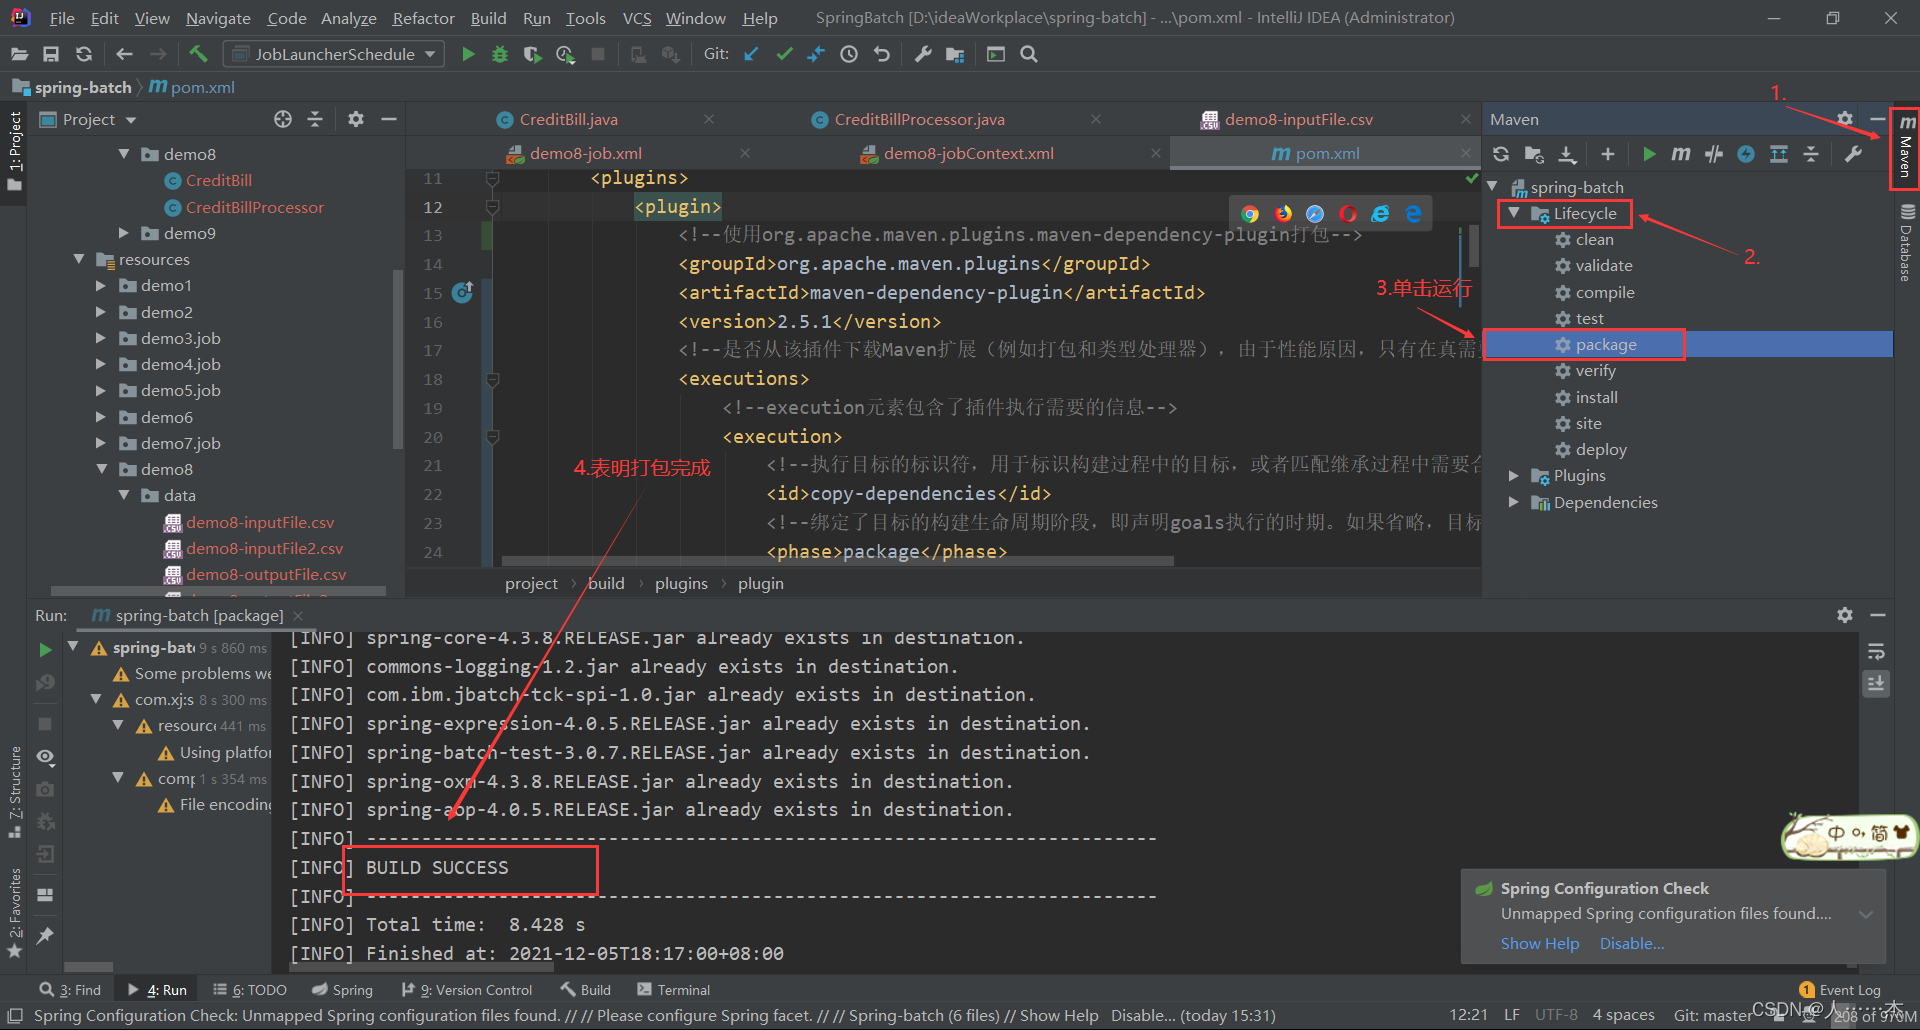 File Edit View Navigate Code Analyze Refactor Build Run Tools VCS Window Help SpringBatch [D:\ideaWorkplace\spring-batch] - ...\pom.xml - IntelliJ IDEA (Administrator)
JobLauncherSchedule Git:
spring-batch m pom.xml
1.
1: Project
Project
CreditBill.java CreditBillProcessor.java demo8-inputFile.csv
demo8-job.xml demo8-jobContext.xml pom.xml
Maven
Maven
Database
demo8
CreditBill
CreditBillProcessor
demo9
resources
demo1
demo2
demo3.job
demo4.job
demo5.job
demo6
demo7.job
demo8
data
demo8-inputFile.csv
demo8-inputFile2.csv
demo8-outputFile.csv
11 <plugins>
12 <plugin>
13 <!--使用org.apache.maven.plugins.maven-dependency-plugin打包-->
14 <groupId>org.apache.maven.plugins</groupId>
15 <artifactId>maven-dependency-plugin</artifactId>
16 <version>2.5.1</version>
17 <!--是否从该插件下载Maven扩展（例如打包和类型处理器），由于性能原因，只有在真需
18 <executions>
19 <!--execution元素包含了插件执行需要的信息-->
20 <execution>
21 <!--执行目标的标识符，用于标识构建过程中的目标，或者匹配继承过程中需要合
22 <id>copy-dependencies</id>
23 <!--绑定了目标的构建生命周期阶段，即声明goals执行的时期。如果省略，目标
24 <phase>package</phase>
project build plugins plugin
spring-batch
Lifecycle
2.
clean
validate
compile
3.单击运行
test
package
verify
install
site
deploy
Plugins
Dependencies
4.表明打包完成
Run: spring-batch [package]
spring-bat 9 s 860 ms
Some problems we
com.xj:s 8 s 300 ms
resourc 441 ms
Using platfor
comp 1 s 354 ms
File encoding
[INFO] spring-core-4.3.8.RELEASE.jar already exists in destination.
[INFO] commons-logging-1.2.jar already exists in destination.
[INFO] com.ibm.jbatch-tck-spi-1.0.jar already exists in destination.
[INFO] spring-expression-4.0.5.RELEASE.jar already exists in destination.
[INFO] spring-batch-test-3.0.7.RELEASE.jar already exists in destination.
[INFO] spring-oxm-4.3.8.RELEASE.jar already exists in destination.
[INFO] spring-aop-4.0.5.RELEASE.jar already exists in destination.
[INFO] ------------------------------------------------------------------------
[INFO] BUILD SUCCESS
[INFO] ------------------------------------------------------------------------
[INFO] Total time: 8.428 s
[INFO] Finished at: 2021-12-05T18:17:00+08:00
7: Structure
2: Favorites
中 简
Spring Configuration Check
Unmapped Spring configuration files found....
Show Help Disable...
3: Find 4: Run 6: TODO Spring 9: Version Control Build Terminal 1 Event Log
Spring Configuration Check: Unmapped Spring configuration files found. // // Please configure Spring facet. // // Spring-batch (6 files) // Show Help Disable... (today 15:31) 12:21 LF UTF-8 4 spaces Git: master 208 of 970M
CSDN @人……杰